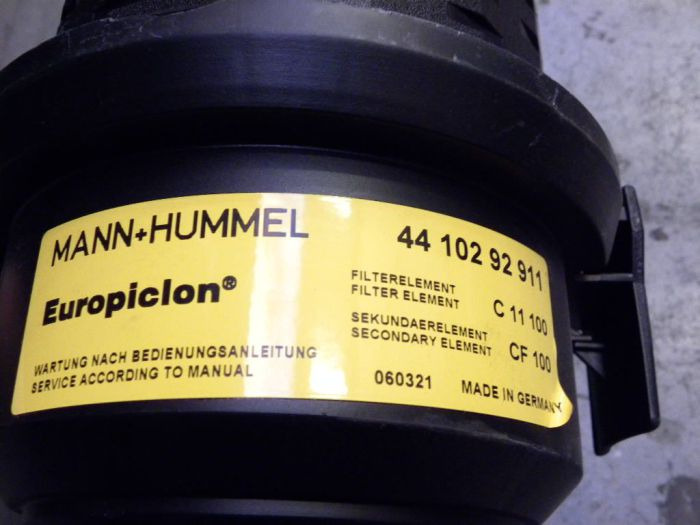 MANN+HUMMEL
44 102 92 911
Europiclon®
FILTERELEMENT
FILTER ELEMENT
C 11 100
SEKUNDAERELEMENT
SECONDARY ELEMENT
CF 100
WARTUNG NACH BEDIENUNGSANLEITUNG
SERVICE ACCORDING TO MANUAL
060321
MADE IN GERMANY